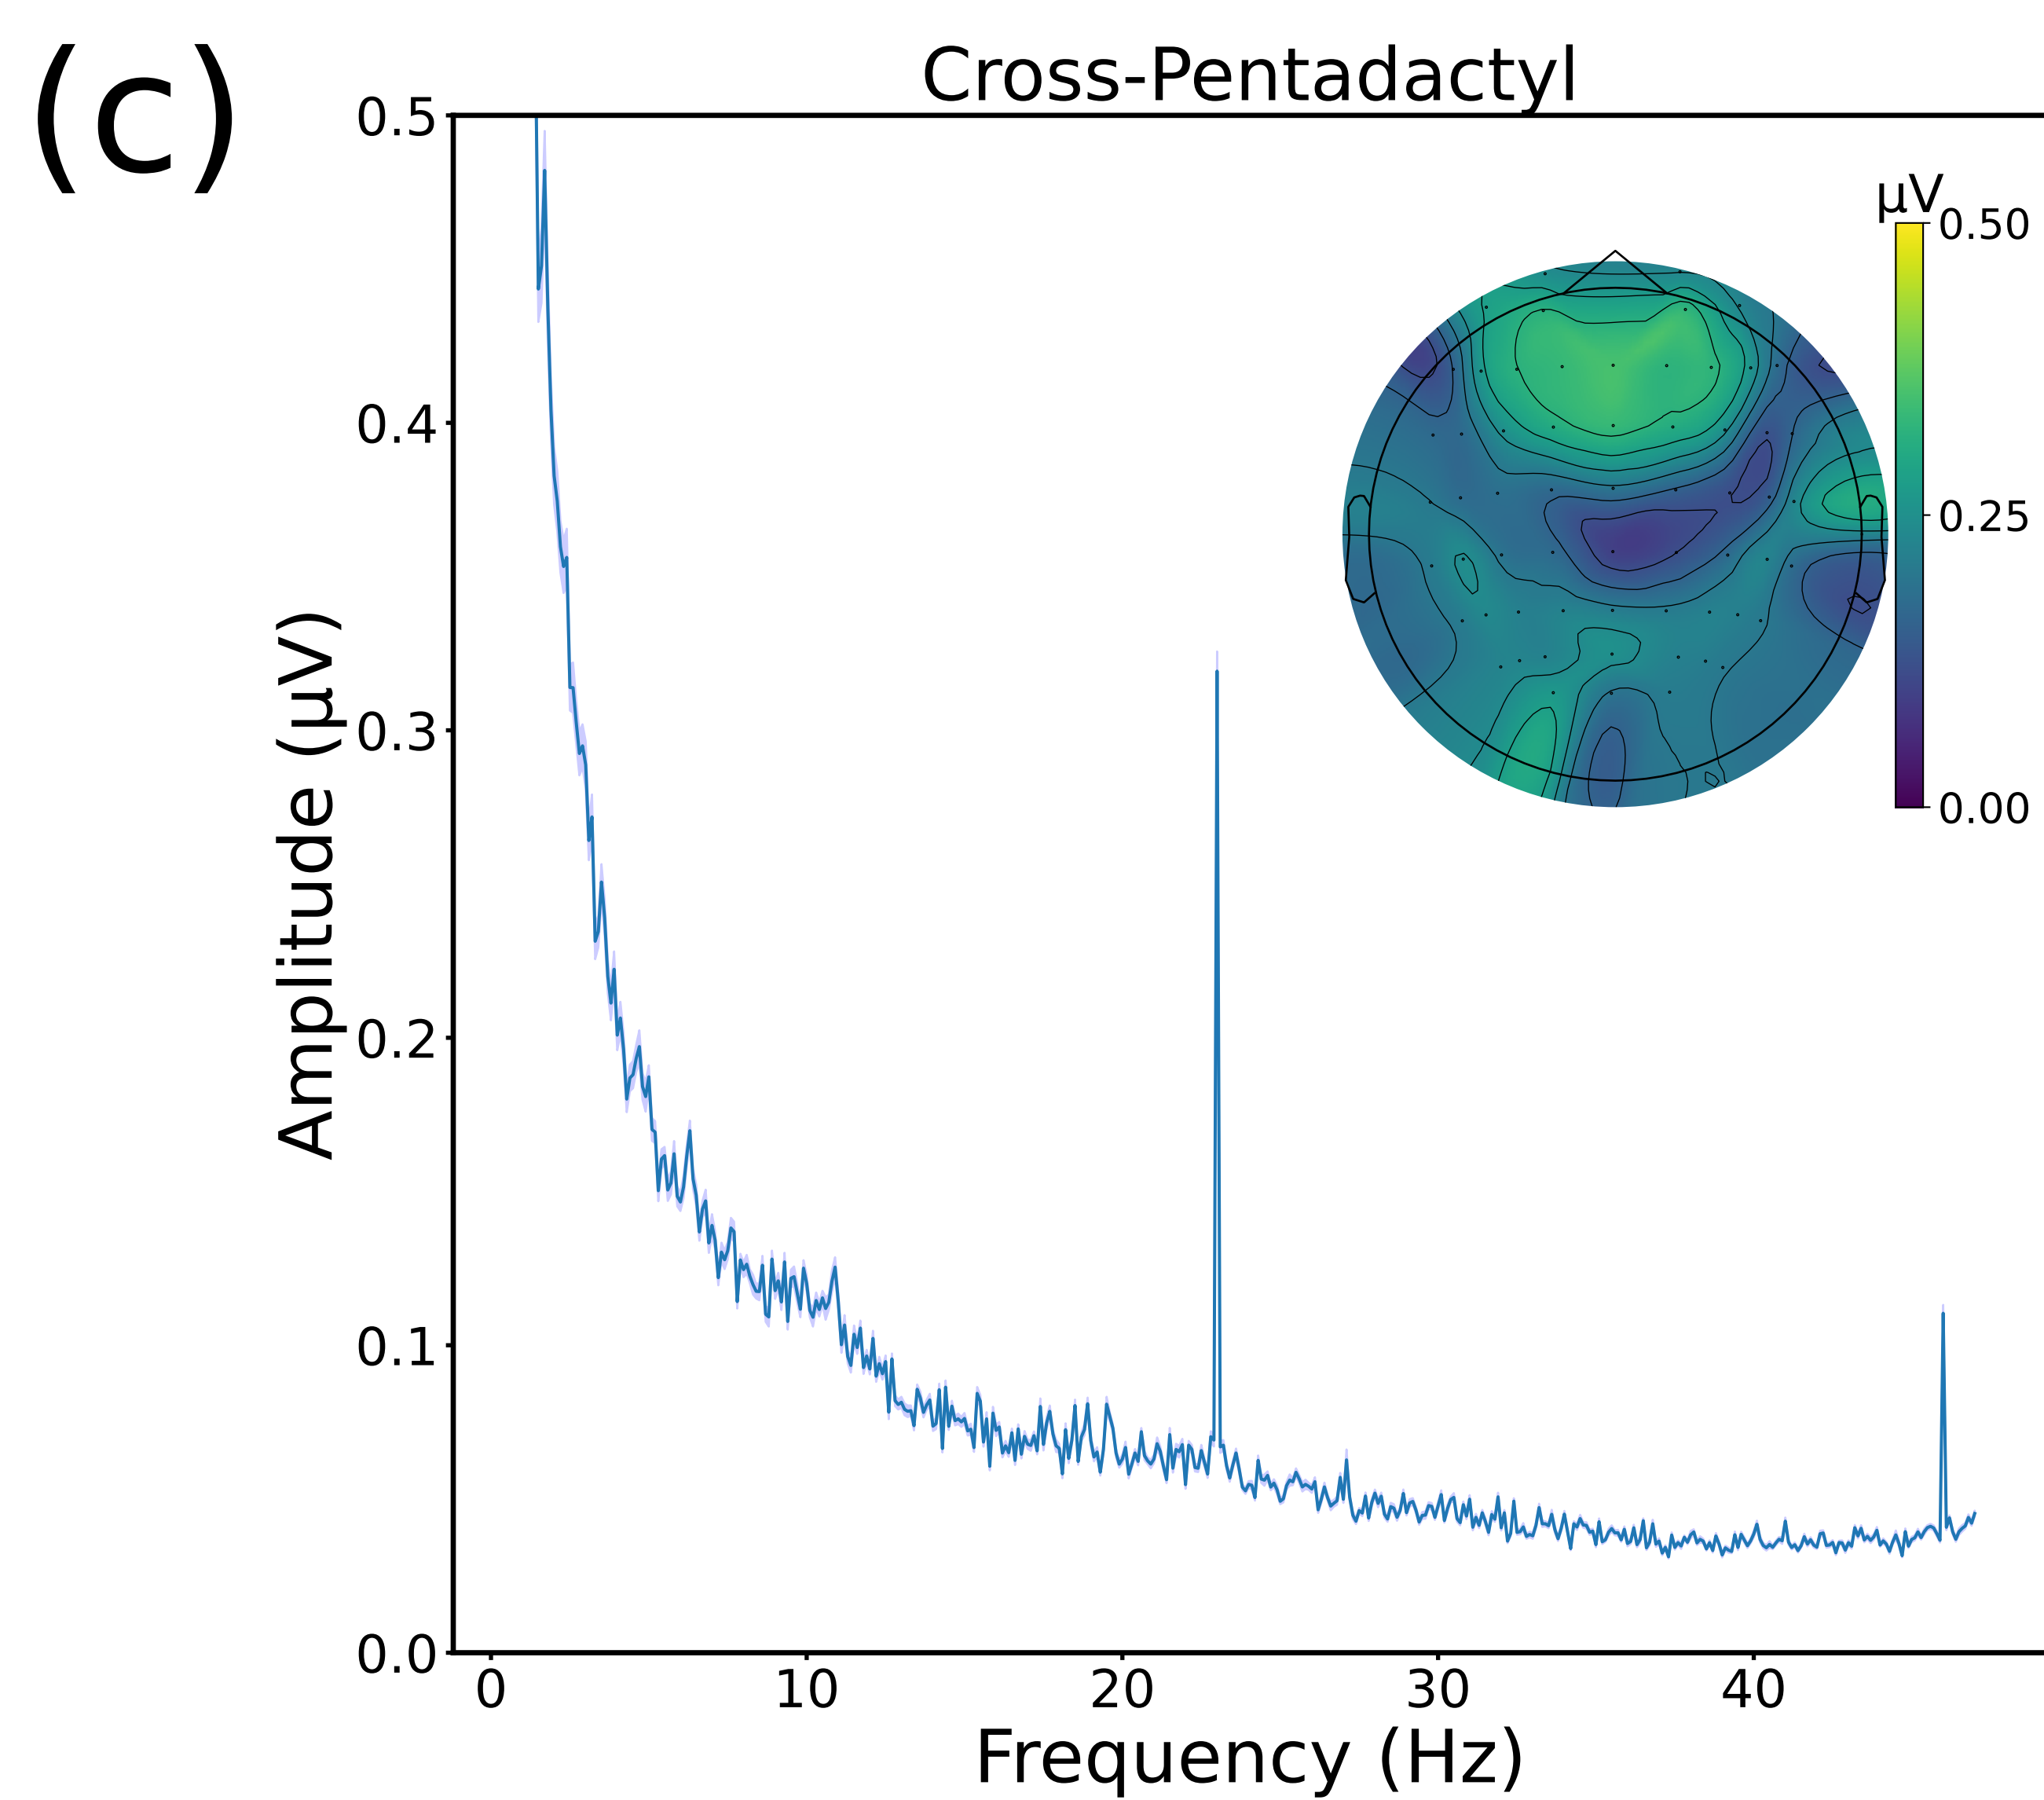 (c)
Cross-Pentadactyl
0.5
0.4
0.3
0.2
0.1
0.0
Amplitude (μV)
μV
0.50
0.25
0.00
0 10 20 30 40
Frequency (Hz)